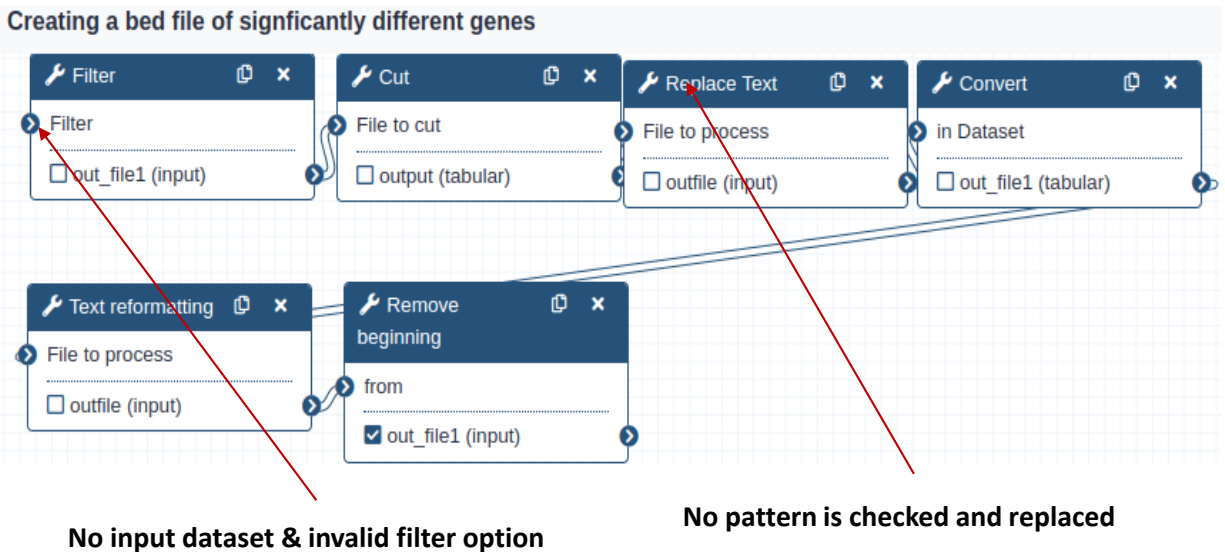 Creating a bed file of signficantly different genes
Filter
Cut
Replace Text
Convert
Filter
File to cut
File to process
in Dataset
out_file1 (input)
output (tabular)
outfile (input)
out_file1 (tabular)
Text reformatting
Remove
beginning
File to process
from
outfile (input)
out_file1 (input)
No input dataset & invalid filter option
No pattern is checked and replaced